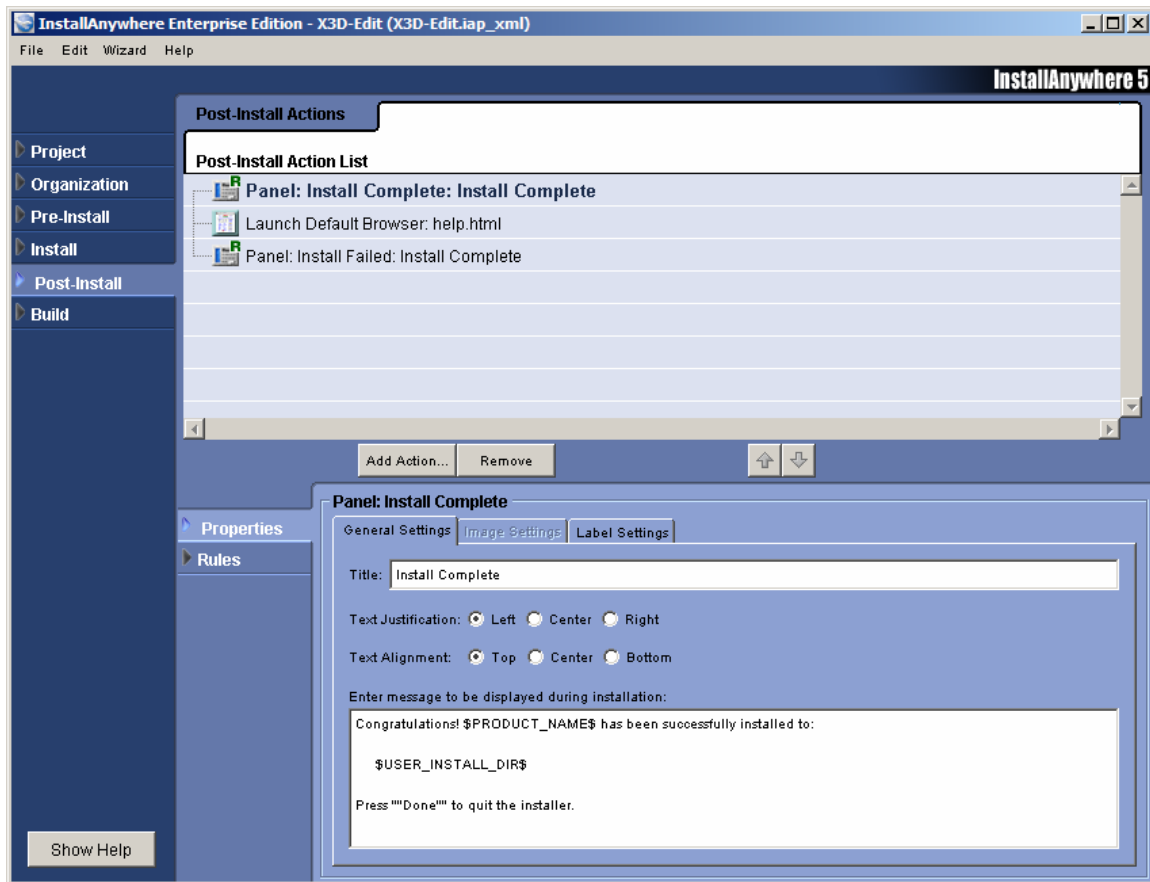 InstallAnywhere Enterprise Edition - X3D-Edit (X3D-Edit.iap_xml)
File Edit Wizard Help
InstallAnywhere 5
Post-Install Actions
Project
Organization
Pre-Install
Install
Post-Install
Build
Post-Install Action List
R Panel: Install Complete: Install Complete
Launch Default Browser: help.html
R Panel: Install Failed: Install Complete
Add Action... Remove
Properties
Rules
Panel: Install Complete
General Settings Image Settings Label Settings
Title: Install Complete
Text Justification: Left Center Right
Text Alignment: Top Center Bottom
Enter message to be displayed during installation:
Congratulations! $PRODUCT_NAME$ has been successfully installed to:
$USER_INSTALL_DIR$
Press ""Done"" to quit the installer.
Show Help